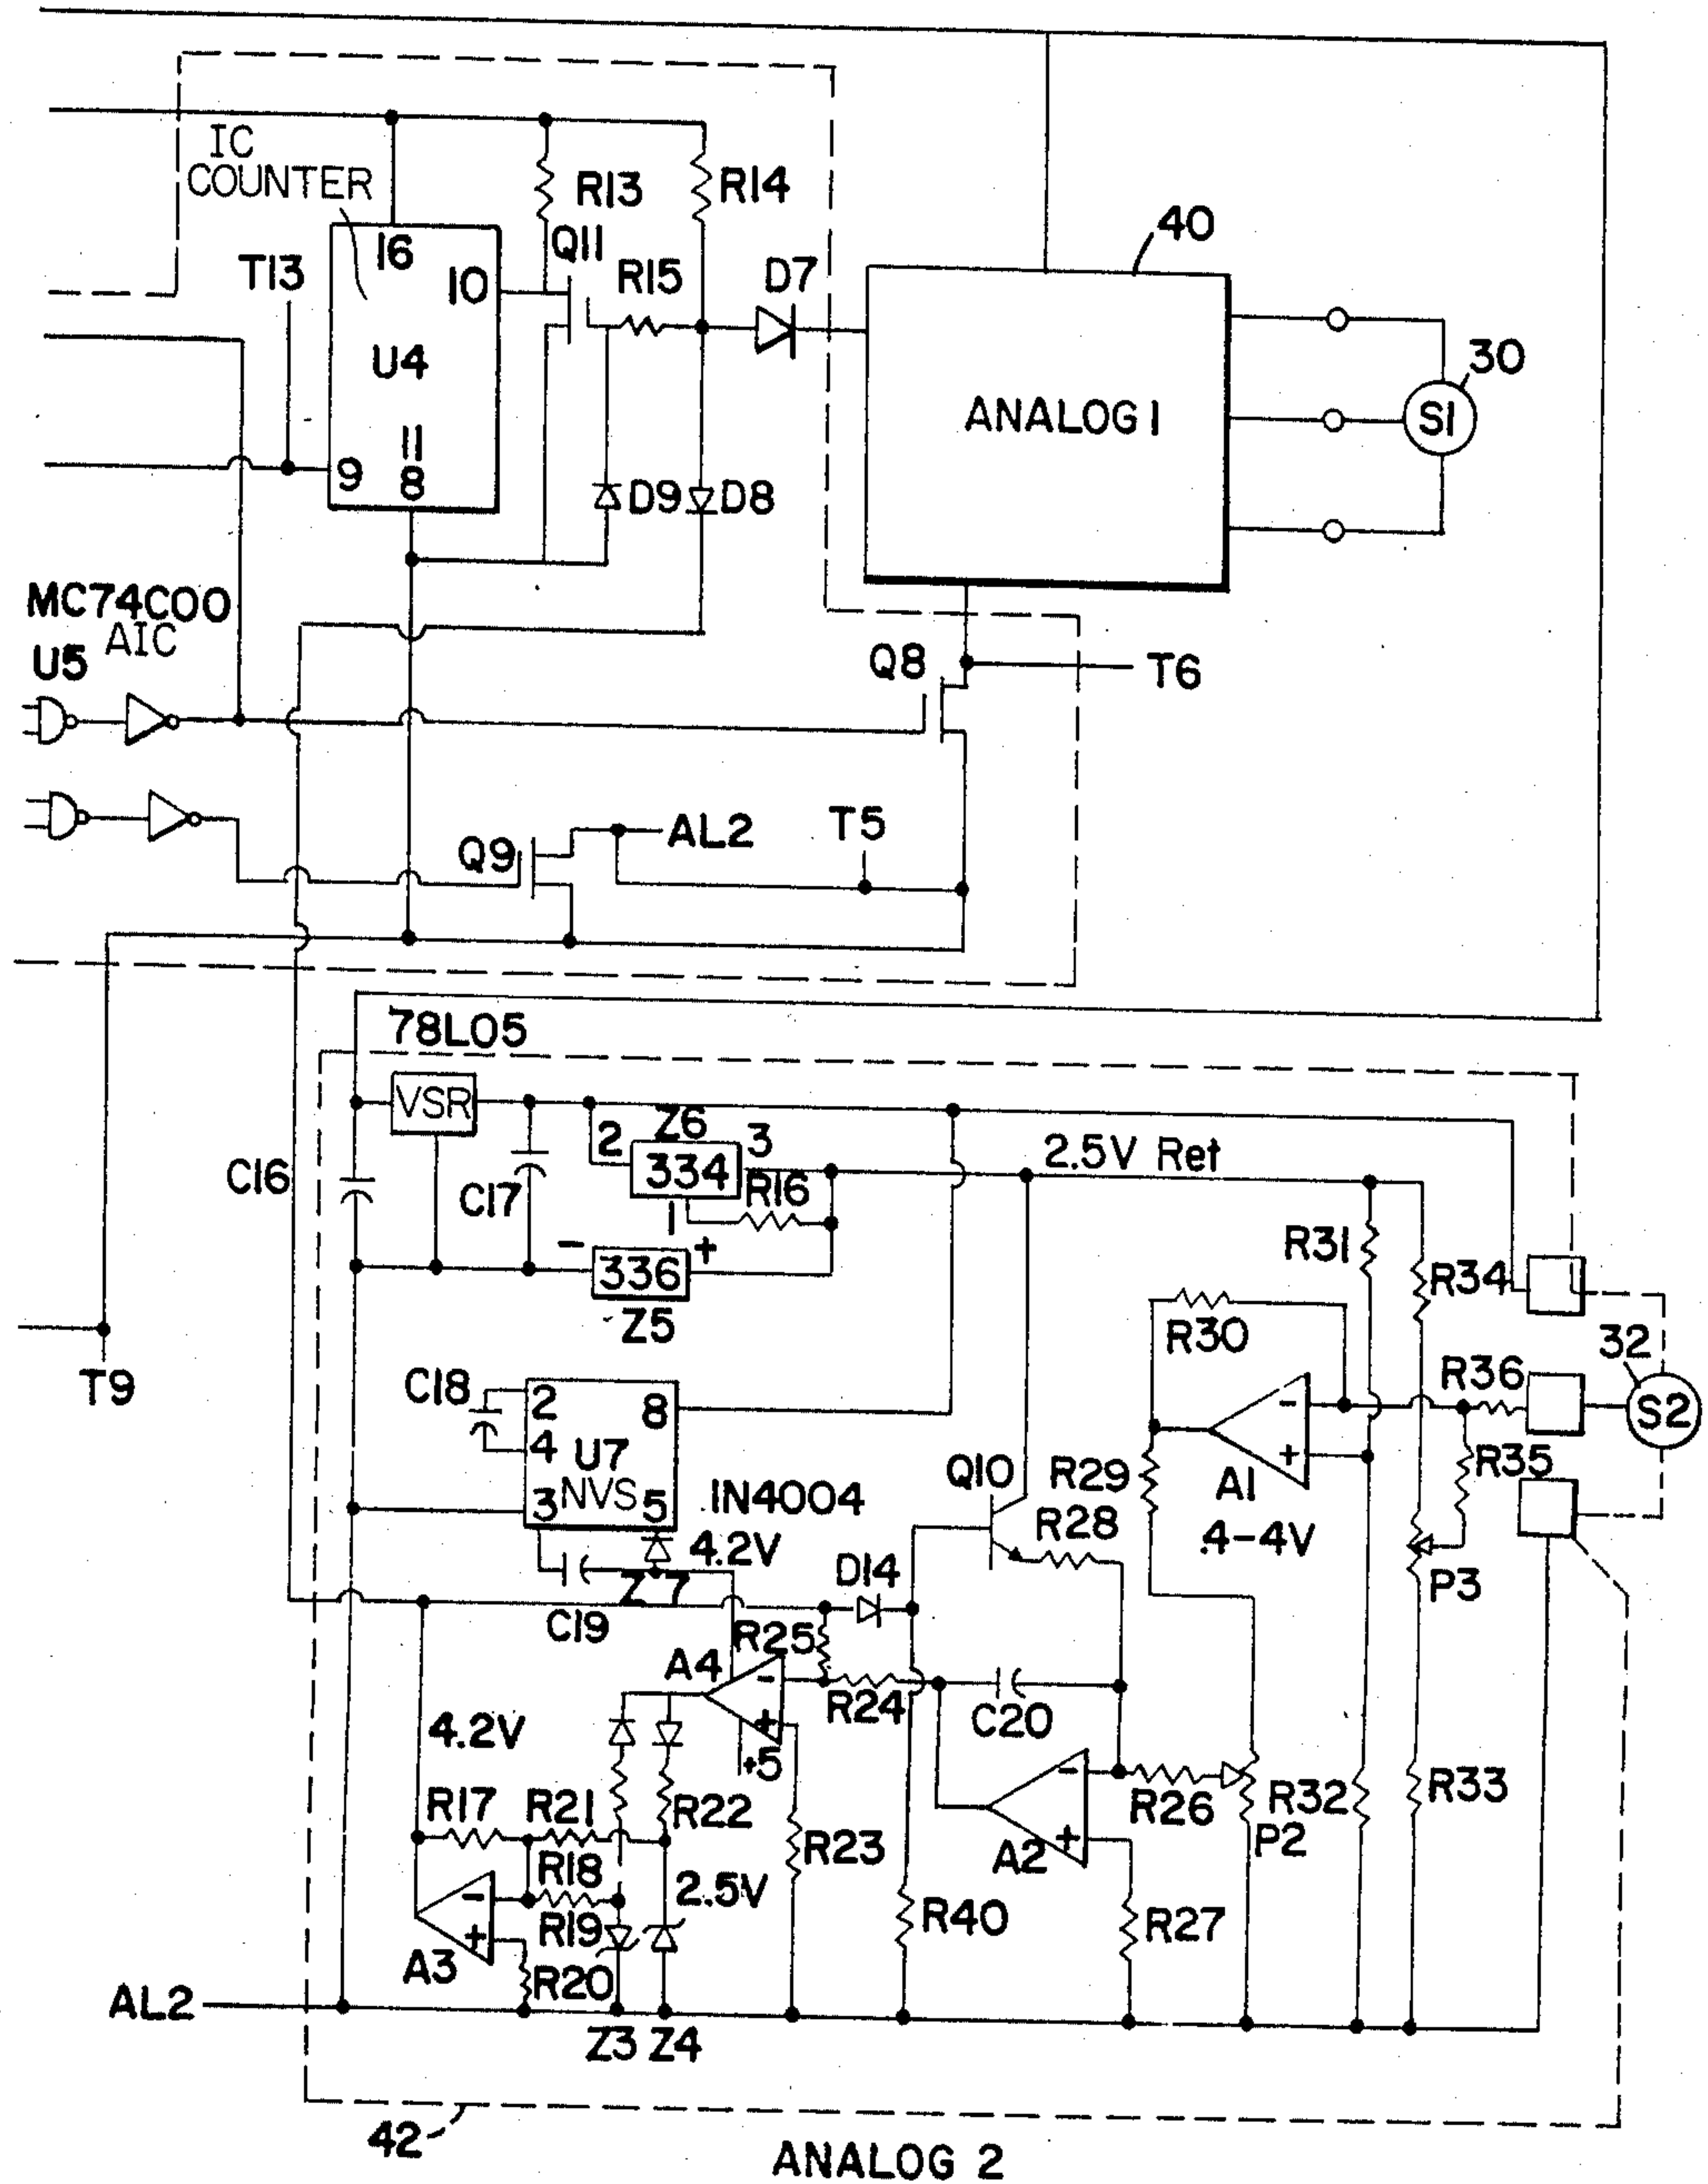 IC
COUNTER
R13
R14
16
Q11
40
T13
10
R15
D7
U4
ANALOG 1
30
S1
11
9
8
D9
D8
MC74C00
AIC
U5
Q8
T6
Q9
AL2
T5
78L05
VSR
Z6
2
3
334
2.5V Ret
C16
C17
R16
1
-
+
336
Z5
R31
R34
R30
32
T9
C18
2
8
4
U7
R36
S2
-
+
3
NVS
5
IN4004
Q10
R29
A1
R35
4.2V
R28
.4-4V
D14
P3
Z7
C19
R25
A4
-
R24
C20
4.2V
+
+5
-
R26
R32
R33
R17
R21
R22
A2
+
P2
R18
R23
-
2.5V
R19
R40
R27
+
A3
R20
AL2
Z3
Z4
42
ANALOG 2